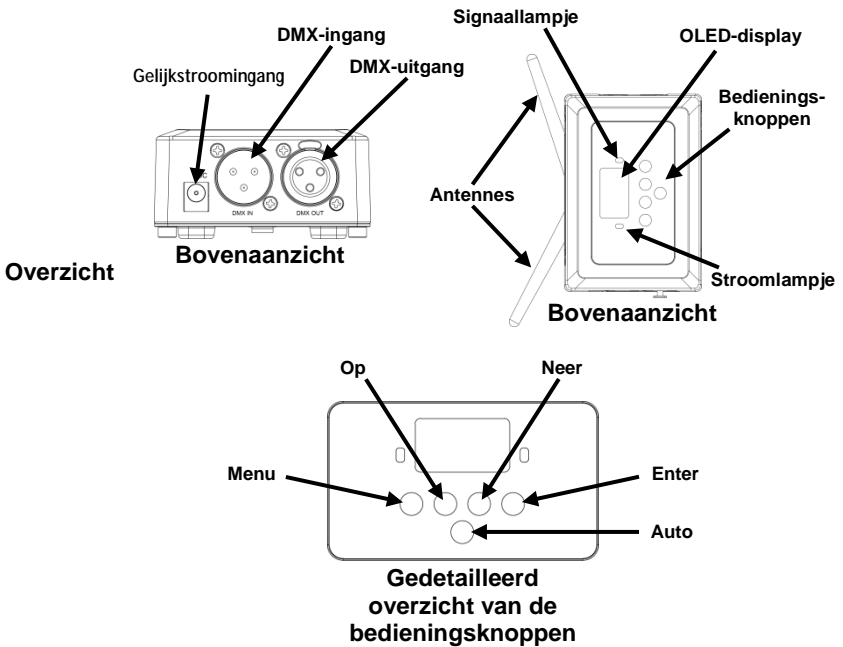 Signaallampje
DMX-ingang
OLED-display
DMX-uitgang
Gelijkstroomingang
Bedienings-
knoppen
Antennes
DMX IN
DMX OUT
Bovenaanzicht
Overzicht
Stroomlampje
Bovenaanzicht
Op
Neer
Menu
Enter
Auto
Gedetailleerd
overzicht van de
bedieningsknoppen